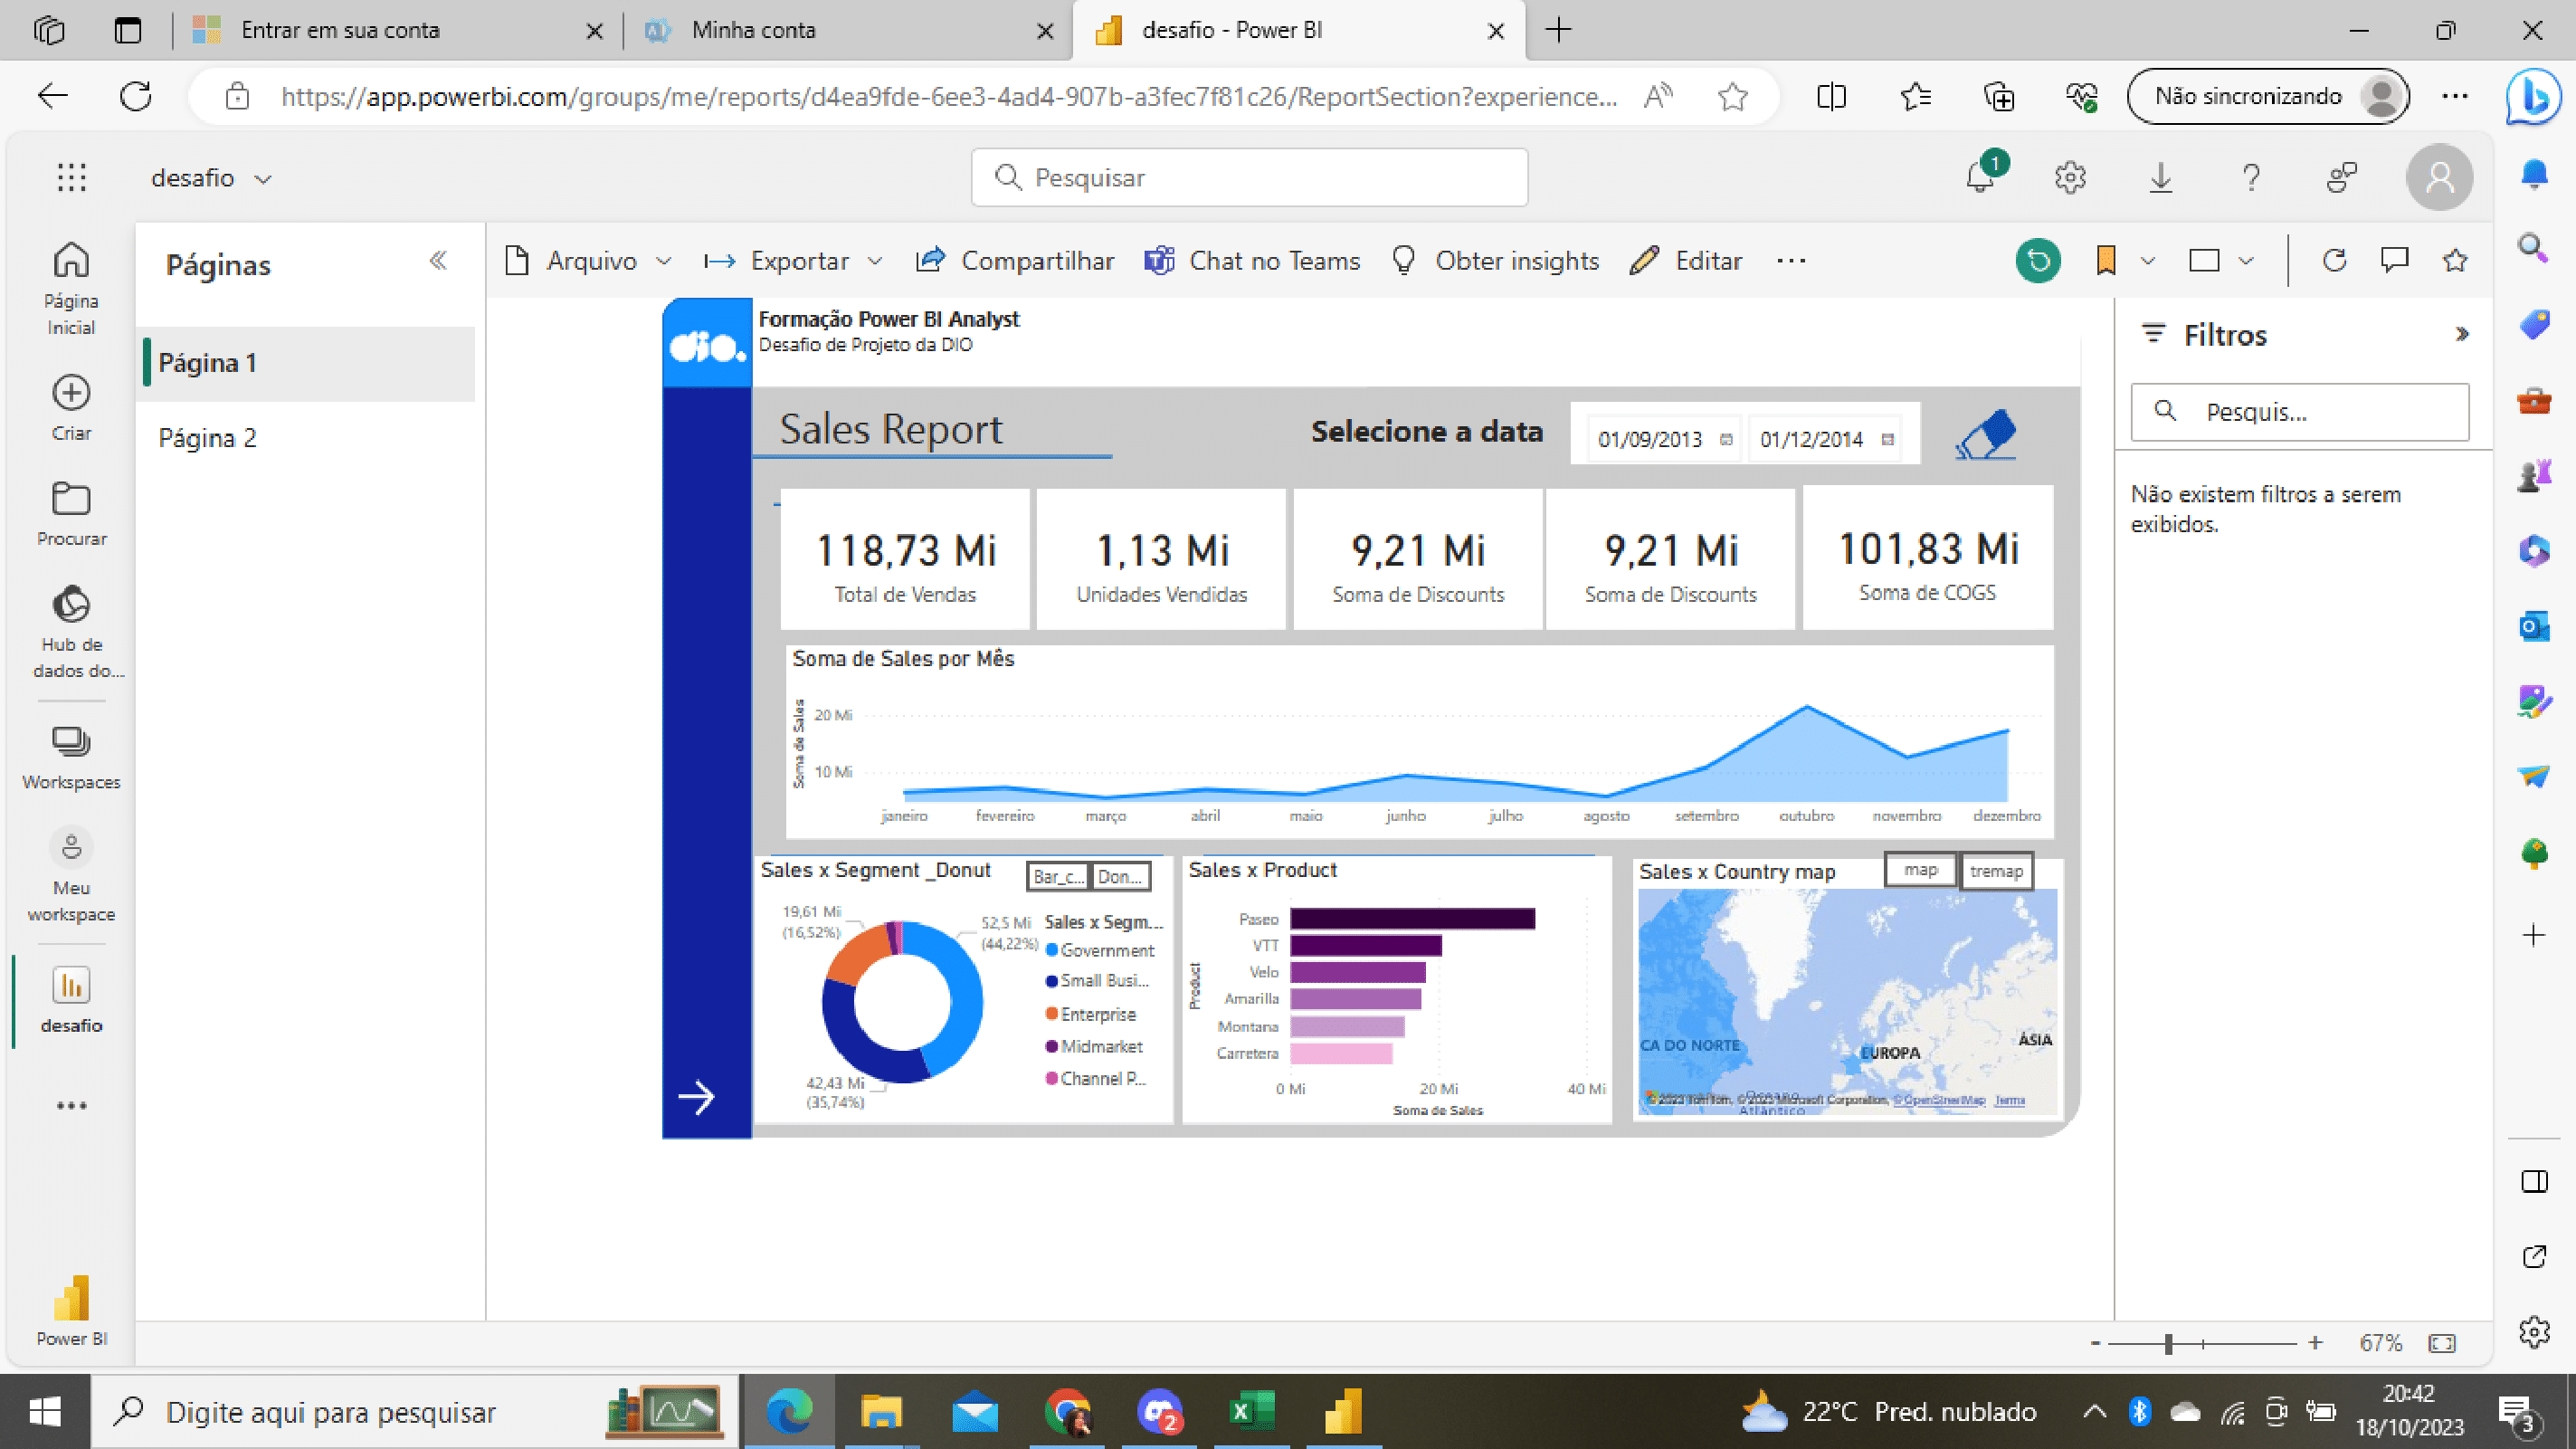 Entrar em sua conta
Minha conta
desafio - Power BI
https://app.powerbi.com/groups/me/reports/d4ea9fde-6ee3-4ad4-907b-a3fec7f81c26/ReportSection?experience...
Não sincronizando
desafio
Pesquisar
1
Página
Inicial
Criar
Procurar
Hub de
dados do...
Workspaces
Meu
workspace
desafio
Power BI
Páginas
Página 1
Página 2
Arquivo
Exportar
Compartilhar
Chat no Teams
Obter insights
Editar
dio.
Formação Power BI Analyst
Desafio de Projeto da DIO
Sales Report
Selecione a data
01/09/2013
01/12/2014
118,73 Mi
Total de Vendas
1,13 Mi
Unidades Vendidas
9,21 Mi
Soma de Discounts
9,21 Mi
Soma de Discounts
101,83 Mi
Soma de COGS
Soma de Sales por Mês
Soma de Sales
20 Mi
10 Mi
janeiro fevereiro março abril maio junho julho agosto setembro outubro novembro dezembro
Sales x Segment _Donut
Bar_c...
Don...
19,61 Mi
(16,52%)
52,5 Mi
(44,22%)
42,43 Mi
(35,74%)
Sales x Segm...
Government
Small Busi...
Enterprise
Midmarket
Channel P...
Sales x Product
Product
Paseo
VTT
Velo
Amarilla
Montana
Carretera
0 Mi 20 Mi 40 Mi
Soma de Sales
Sales x Country map
map
tremap
CA DO NORTE
EUROPA
ÁSIA
Oceano
Atlântico
© 2023 TomTom, © 2023 Microsoft Corporation, © OpenStreetMap Terms
Filtros
Pesquis...
Não existem filtros a serem
exibidos.
67%
Digite aqui para pesquisar
2
22°C Pred. nublado
20:42
18/10/2023
3